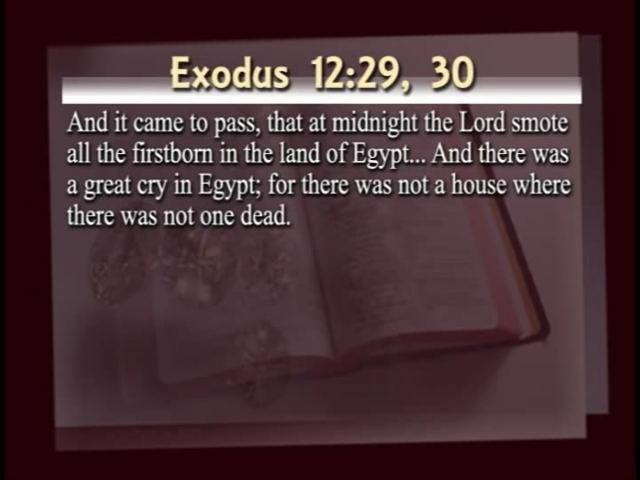 Exodus 12:29, 30
And it came to pass, that at midnight the Lord smote
all the firstborn in the land of Egypt... And there was
a great cry in Egypt; for there was not a house where
there was not one dead.